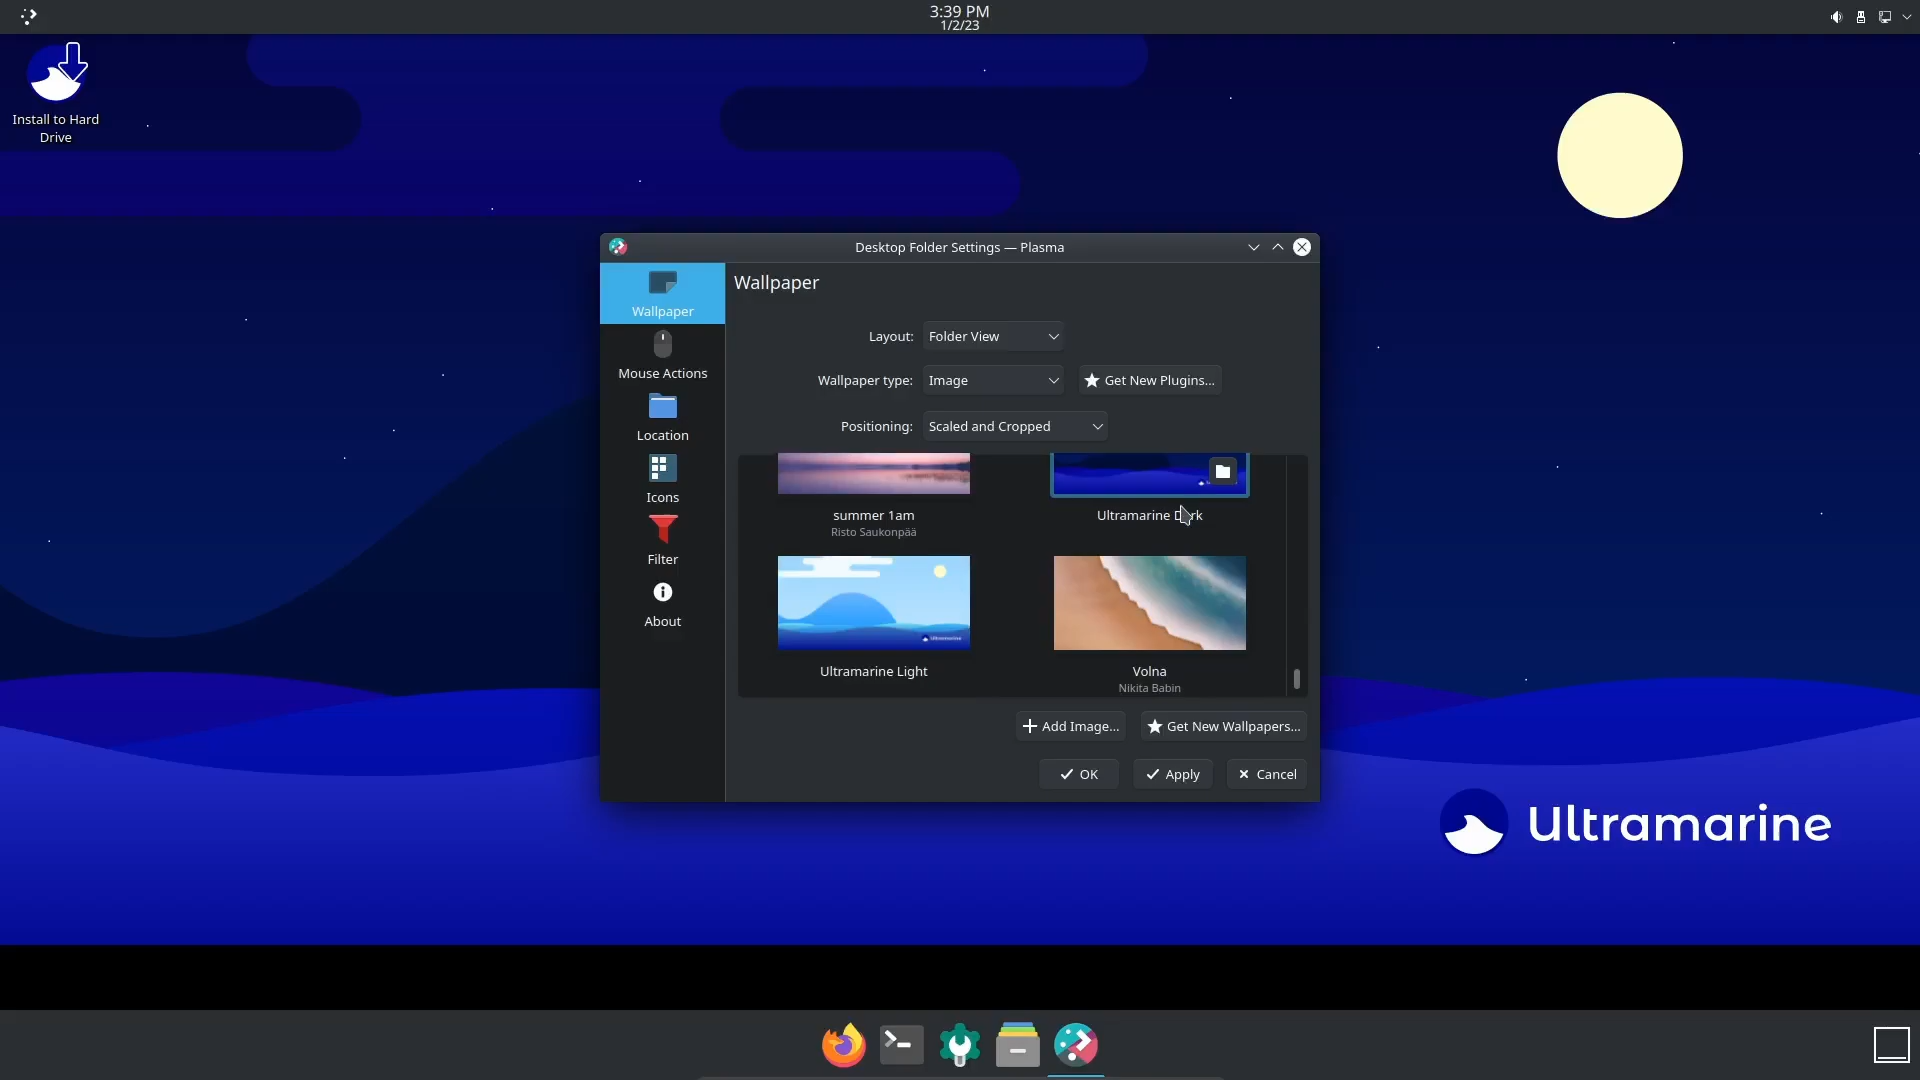 3:39 PM
1/2/23
Install to Hard
Drive
Desktop Folder Settings — Plasma
Wallpaper
Mouse Actions
Location
Icons
Filter
About
Wallpaper
Layout:
Folder View
Wallpaper type:
Image
Get New Plugins...
Positioning:
Scaled and Cropped
summer 1am
Risto Saukonpää
Ultramarine Dark
Ultramarine Light
Volna
Nikita Babin
Add Image...
Get New Wallpapers...
OK
Apply
Cancel
Ultramarine